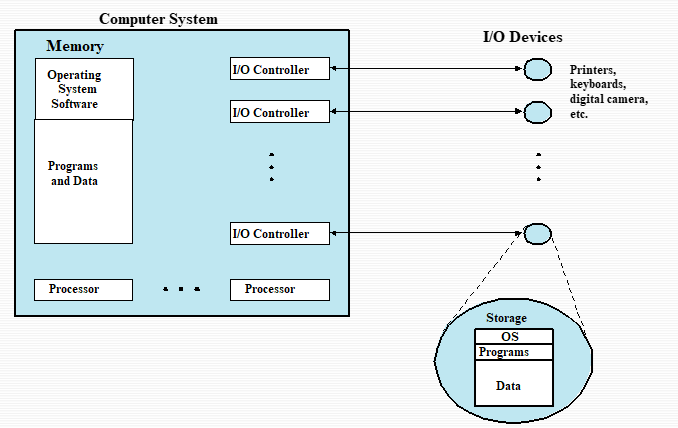 Computer System
I/O Devices
Memory
Operating
System
Software
Programs
and Data
I/O Controller
I/O Controller
I/O Controller
Printers,
keyboards,
digital camera,
etc.
Processor
Processor
Storage
OS
Programs
Data